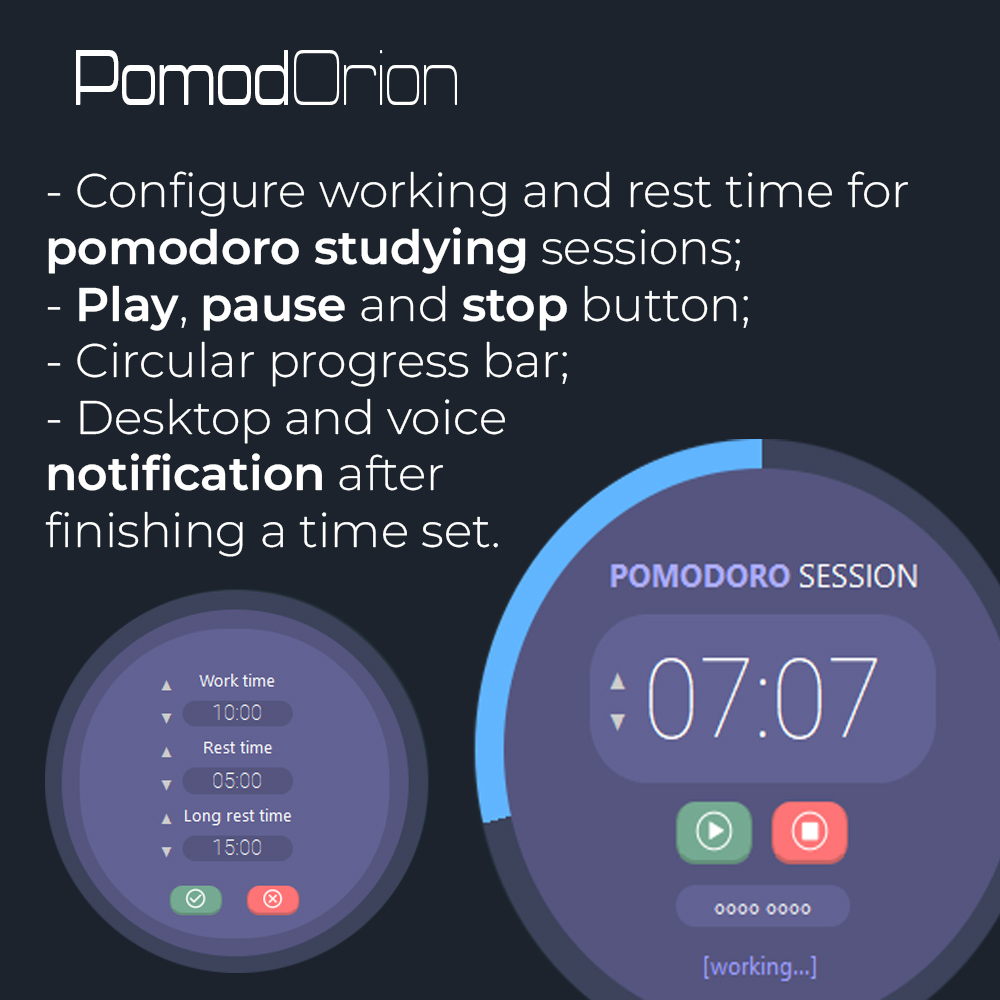 PomodOrion
- Configure working and rest time for
pomodoro studying sessions;
- Play, pause and stop button;
- Circular progress bar;
- Desktop and voice
notification after
finishing a time set.
POMODORO SESSION
07:07
oooo oooo
[working...]
Work time
10:00
Rest time
05:00
Long rest time
15:00